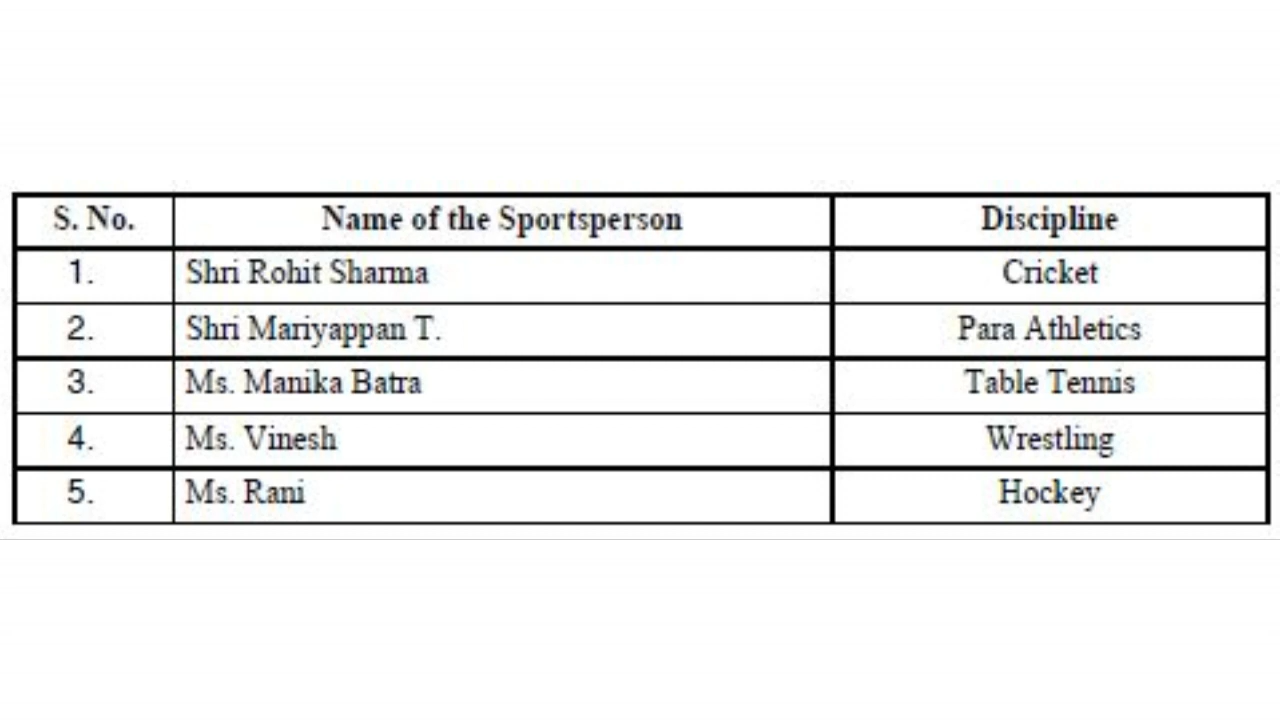 S. No. Name of the Sportsperson Discipline
1. Shri Rohit Sharma Cricket
2. Shri Mariyappan T. Para Athletics
3. Ms. Manika Batra Table Tennis
4. Ms. Vinesh Wrestling
5. Ms. Rani Hockey